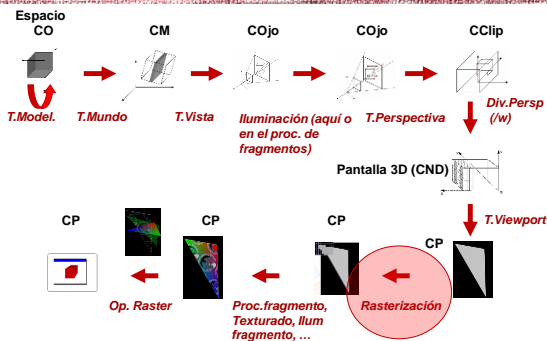 Espacio
CO
CM
COjo
COjo
CClip
T.Model.
T.Mundo
T.Vista
Iluminación (aquí o
en el proc. de
fragmentos)
T.Perspectiva
Div.Persp
(/w)
Pantalla 3D (CND)
T.Viewport
CP
CP
CP
CP
Op. Raster
Proc.fragmento,
Texturado, Ilum
fragmento, ...
Rasterización